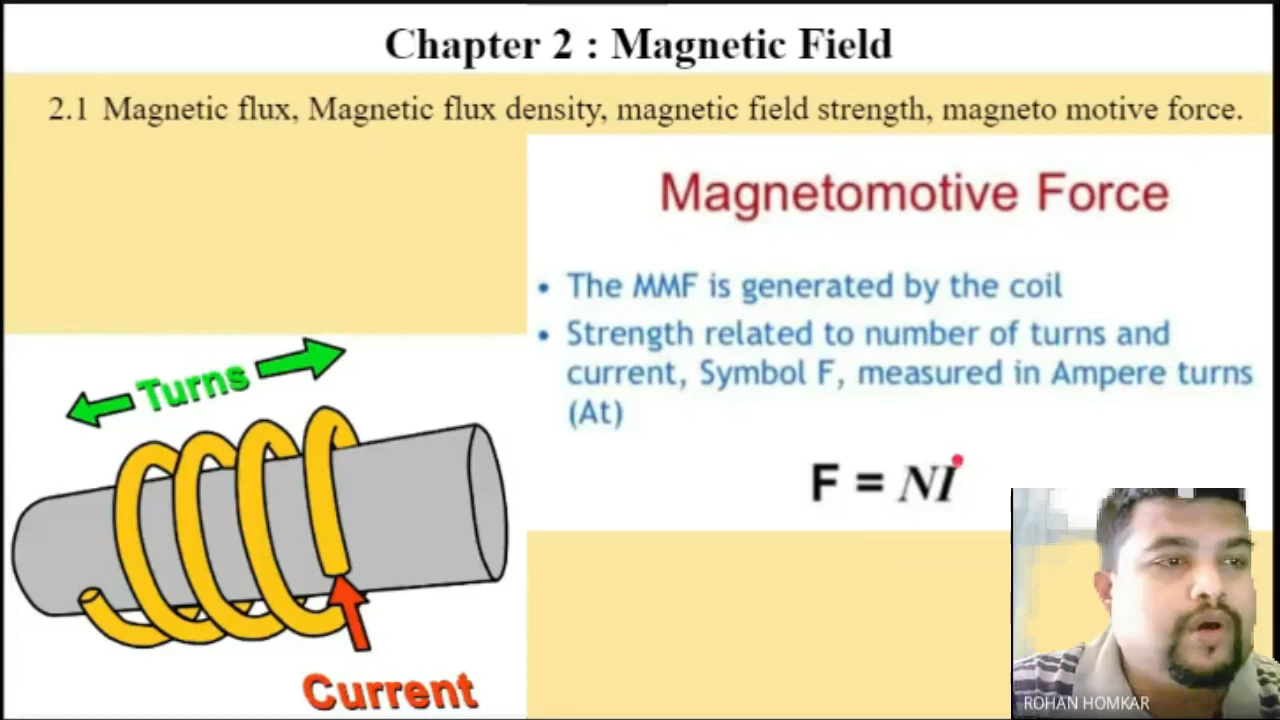 Chapter 2 : Magnetic Field
2.1 Magnetic flux, Magnetic flux density, magnetic field strength, magneto motive force.
Magnetomotive Force
• The MMF is generated by the coil
• Strength related to number of turns and
current, Symbol F, measured in Ampere turns
(At)
F = NI
Turns
Current
ROHAN HOMKAR